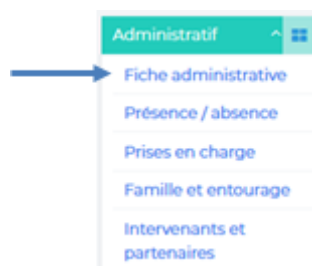 Administratif
Fiche administrative
Présence / absence
Prises en charge
Famille et entourage
Intervenants et
partenaires